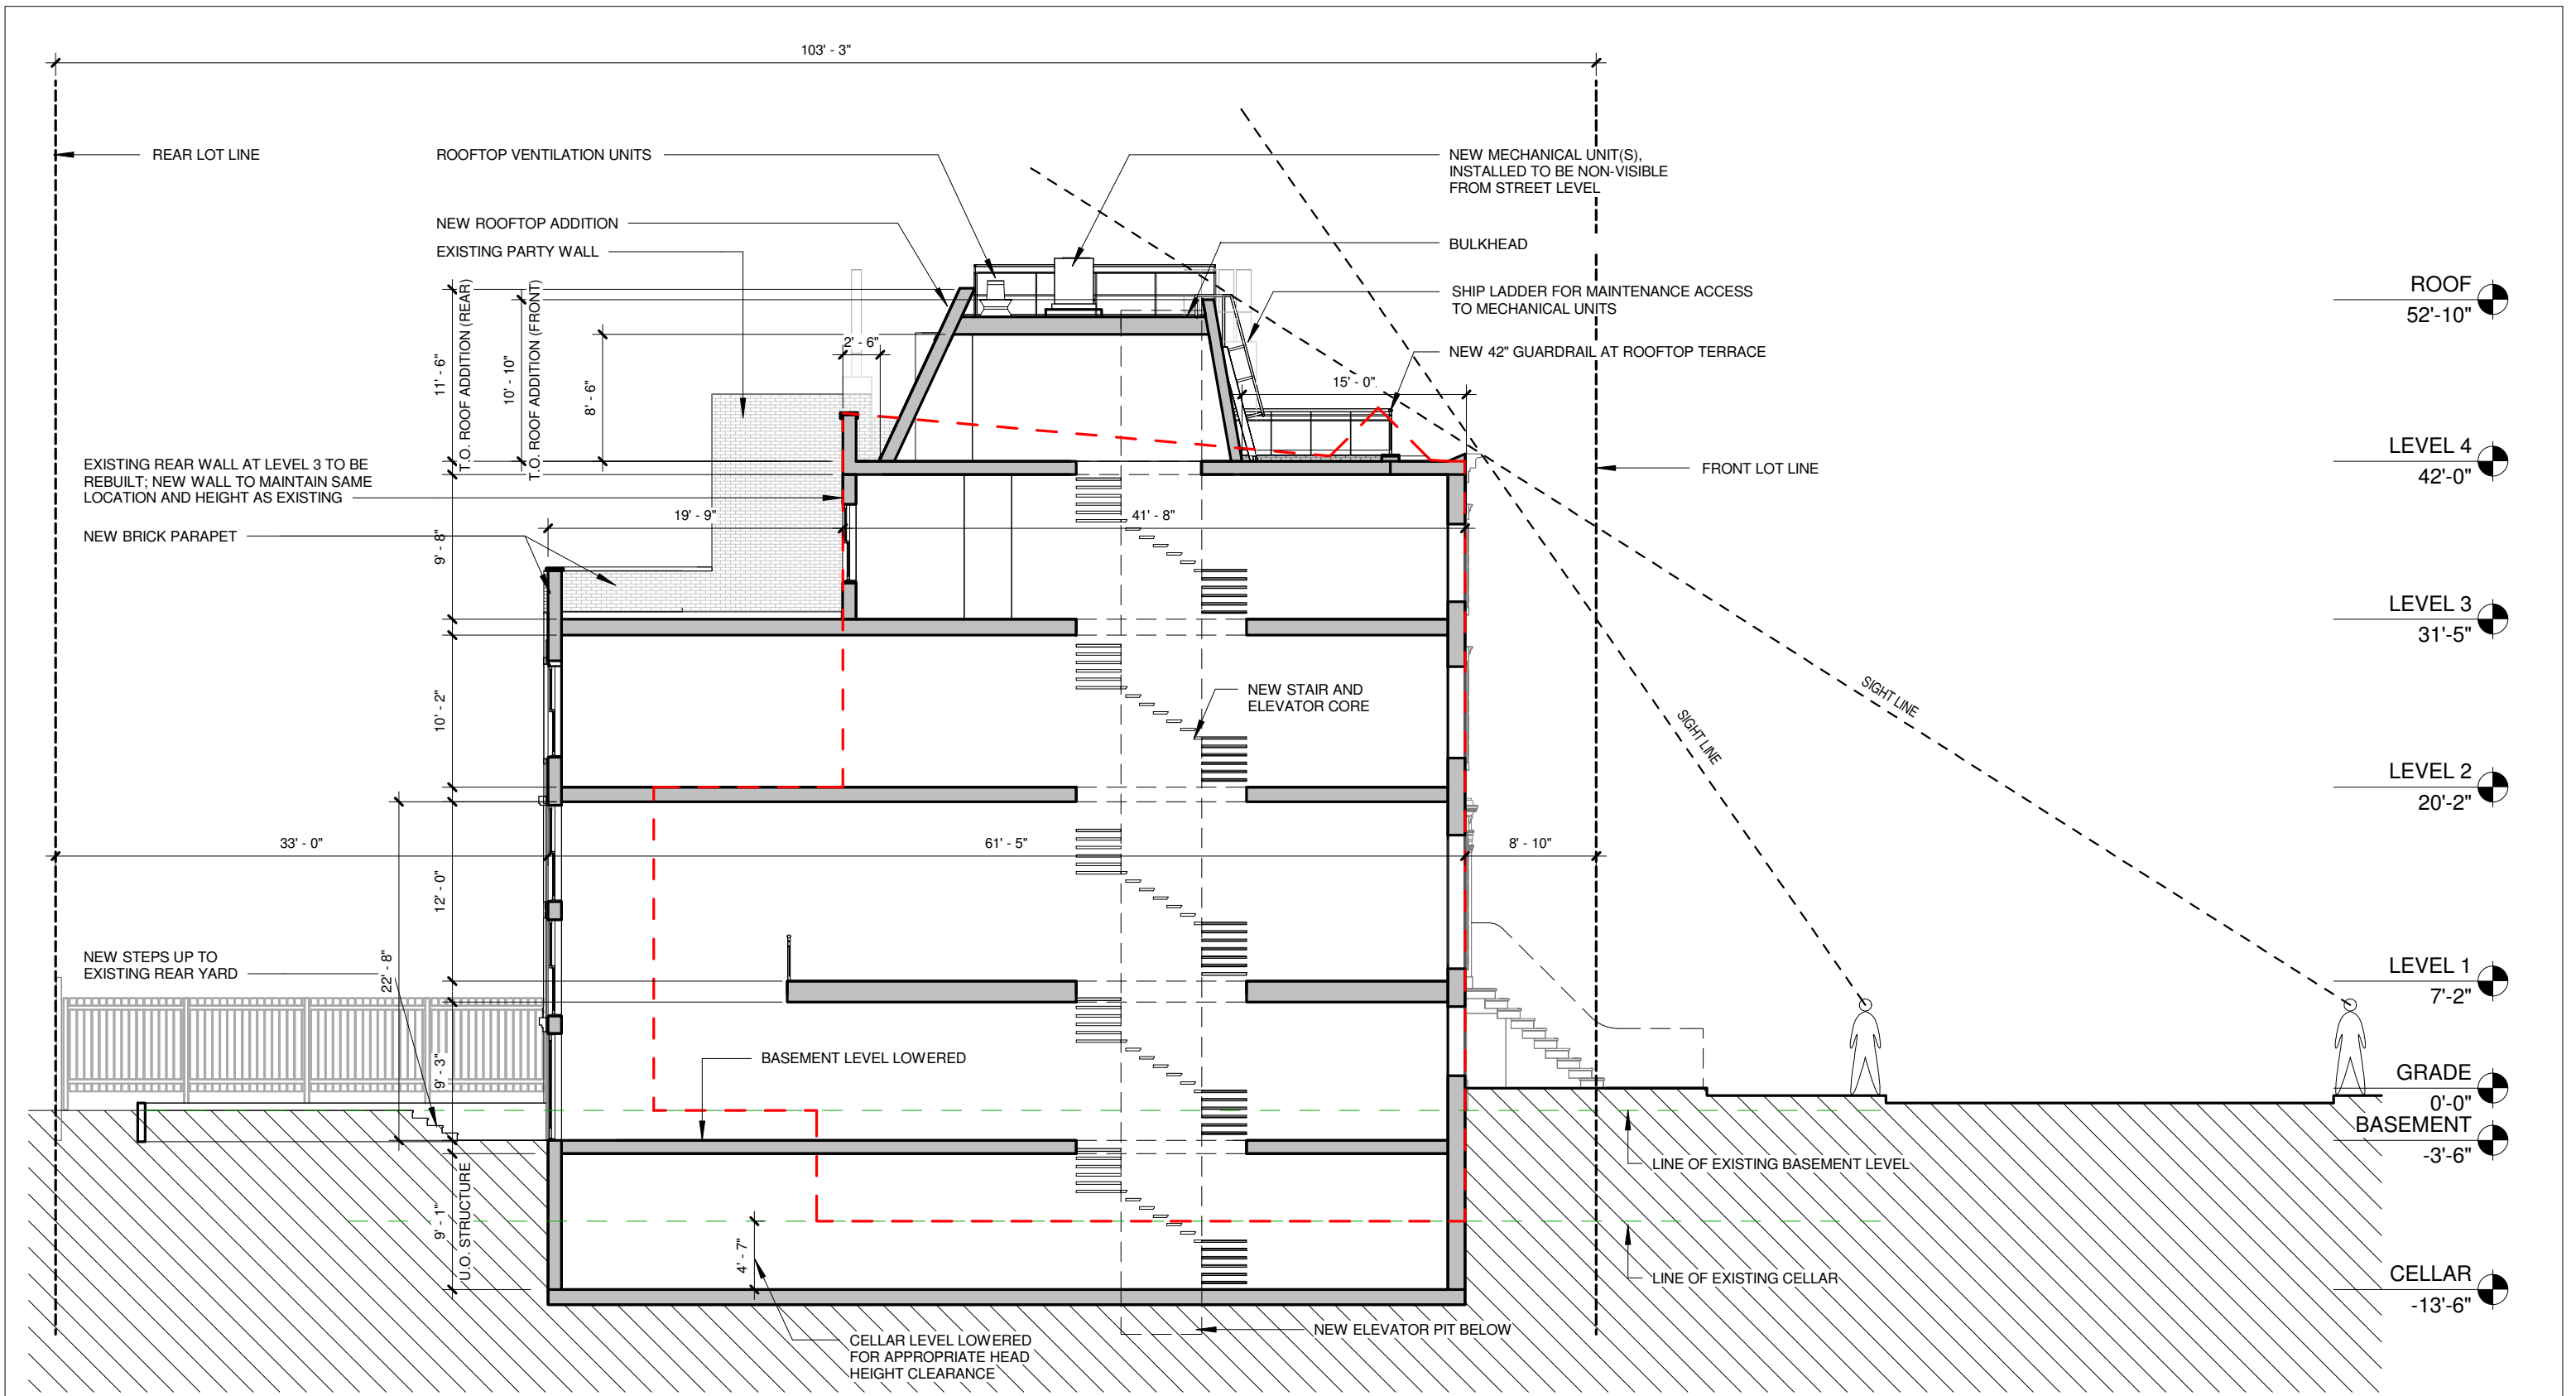 103' - 3"
REAR LOT LINE
ROOFTOP VENTILATION UNITS
NEW MECHANICAL UNIT(S),
INSTALLED TO BE NON-VISIBLE
FROM STREET LEVEL
NEW ROOFTOP ADDITION
EXISTING PARTY WALL
BULKHEAD
SHIP LADDER FOR MAINTENANCE ACCESS
TO MECHANICAL UNITS
NEW 42" GUARDRAIL AT ROOFTOP TERRACE
ROOF
52'-10"
11' - 6"
T.O. ROOF ADDITION (REAR)
10' - 10"
T.O. ROOF ADDITION (FRONT)
8' - 6"
2' - 6"
15' - 0"
EXISTING REAR WALL AT LEVEL 3 TO BE
REBUILT; NEW WALL TO MAINTAIN SAME
LOCATION AND HEIGHT AS EXISTING
FRONT LOT LINE
LEVEL 4
42'-0"
NEW BRICK PARAPET
19' - 9"
41' - 8"
9' - 8"
LEVEL 3
31'-5"
10' - 2"
NEW STAIR AND
ELEVATOR CORE
SIGHT LINE
SIGHT LINE
LEVEL 2
20'-2"
33' - 0"
61' - 5"
8' - 10"
12' - 0"
22' - 8"
NEW STEPS UP TO
EXISTING REAR YARD
LEVEL 1
7'-2"
9' - 3"
BASEMENT LEVEL LOWERED
GRADE
0'-0"
BASEMENT
-3'-6"
LINE OF EXISTING BASEMENT LEVEL
9' - 1"
U.O. STRUCTURE
4' - 7"
LINE OF EXISTING CELLAR
CELLAR
-13'-6"
NEW ELEVATOR PIT BELOW
CELLAR LEVEL LOWERED
FOR APPROPRIATE HEAD
HEIGHT CLEARANCE